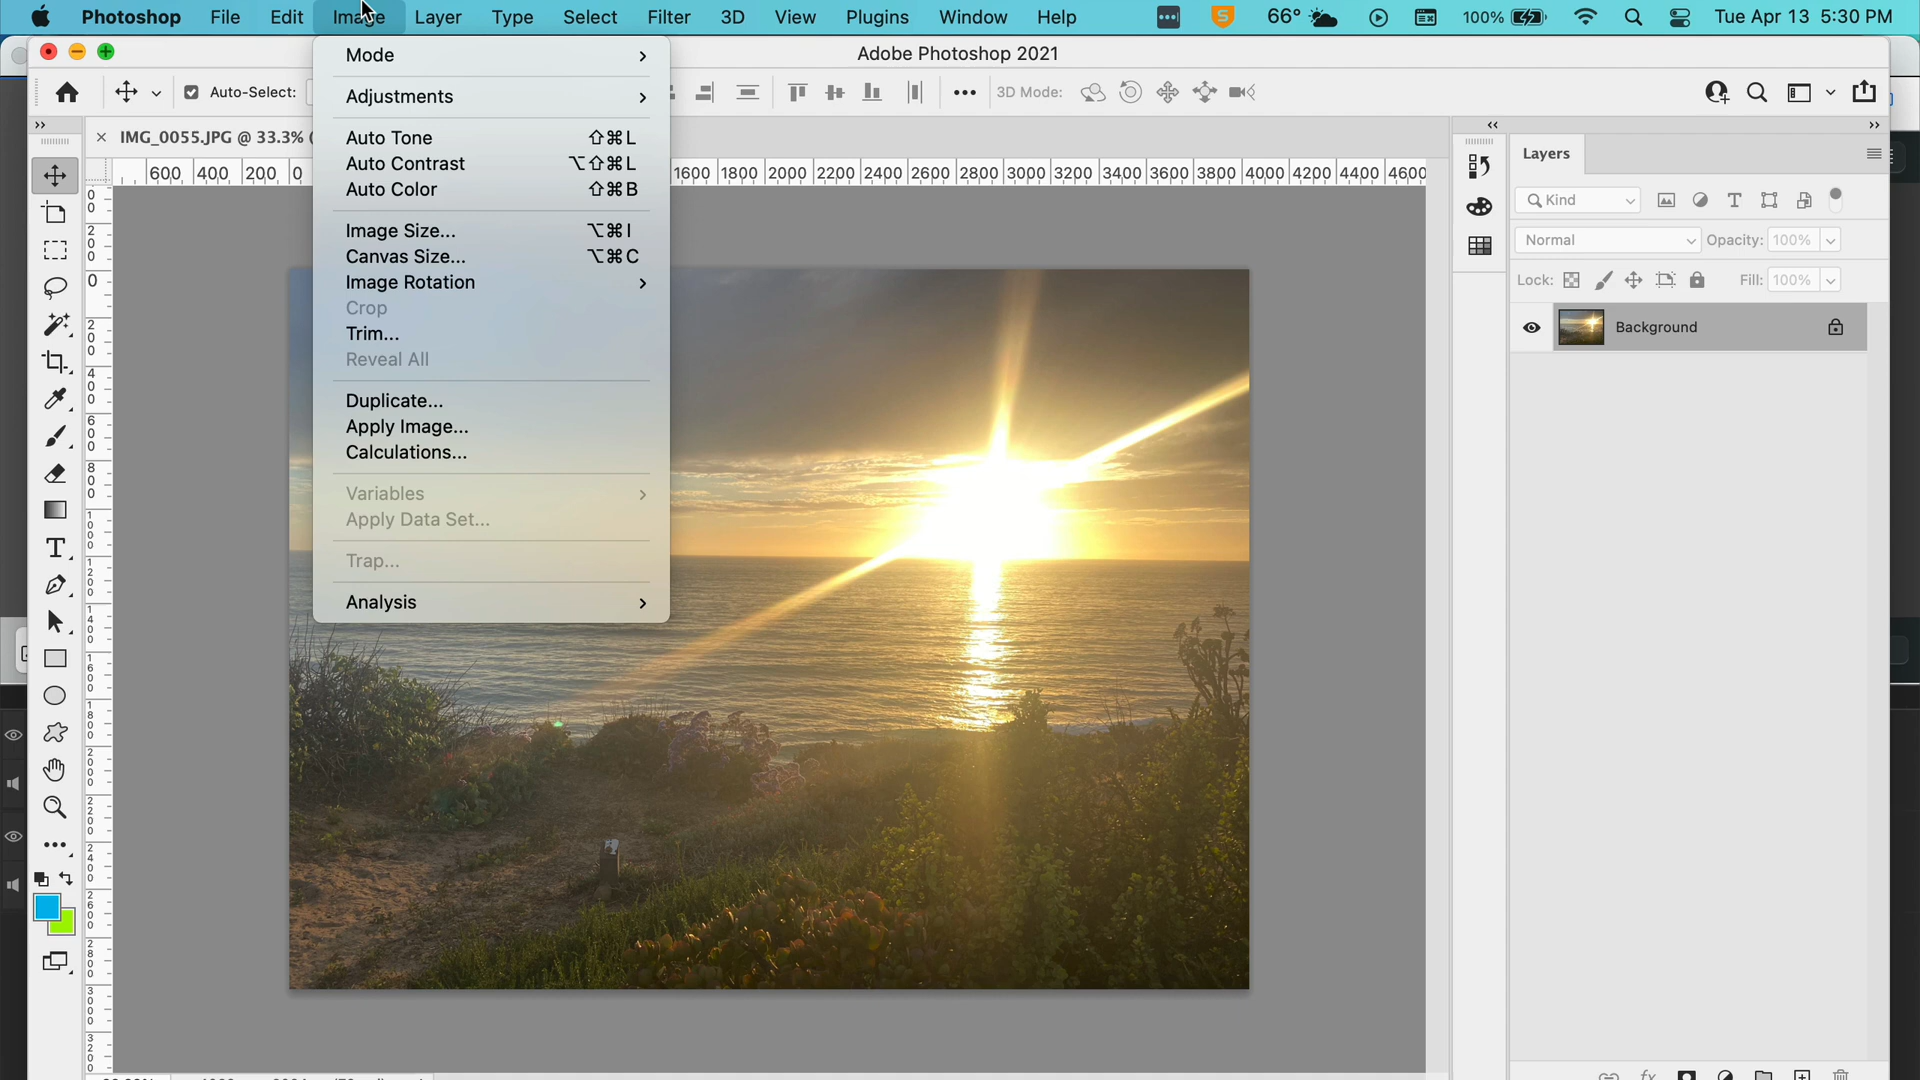 Photoshop File Edit Image Layer Type Select Filter 3D View Plugins Window Help 66° 100% Tue Apr 13 5:30 PM
Adobe Photoshop 2021
Auto-Select: 3D Mode:
IMG_0055.JPG @ 33.3% (
600 400 200 0 1600 1800 2000 2200 2400 2600 2800 3000 3200 3400 3600 3800 4000 4200 4400 4600
Mode
Adjustments
Auto Tone ⇧⌘L
Auto Contrast ⌥⇧⌘L
Auto Color ⇧⌘B
Image Size... ⌥⌘I
Canvas Size... ⌥⌘C
Image Rotation
Crop
Trim...
Reveal All
Duplicate...
Apply Image...
Calculations...
Variables
Apply Data Set...
Trap...
Analysis
Layers
Kind
Normal Opacity: 100%
Lock: Fill: 100%
Background